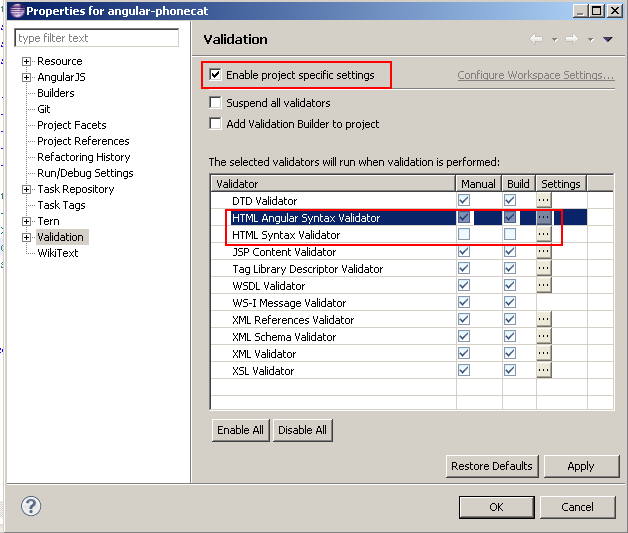 Properties for angular-phonecat
type filter text
Resource
AngularJS
Builders
Git
Project Facets
Project References
Refactoring History
Run/Debug Settings
Task Repository
Task Tags
Tern
Validation
WikiText
Validation
Enable project specific settings
Configure Workspace Settings...
Suspend all validators
Add Validation Builder to project
The selected validators will run when validation is performed:
Validator Manual Build Settings
DTD Validator ...
HTML Angular Syntax Validator ...
HTML Syntax Validator ...
JSP Content Validator ...
Tag Library Descriptor Validator ...
WSDL Validator ...
WS-I Message Validator
XML References Validator ...
XML Schema Validator ...
XML Validator ...
XSL Validator ...
Enable All Disable All
Restore Defaults Apply
? OK Cancel